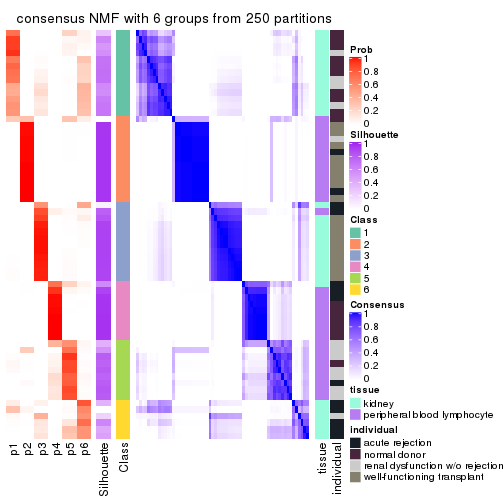 consensus NMF with 6 groups from 250 partitions
Prob
1
0.8
0.6
0.4
0.2
0
Silhouette
1
0.8
0.6
0.4
0.2
0
Class
1
2
3
4
5
6
Consensus
1
0.8
0.6
0.4
0.2
0
tissue
kidney
peripheral blood lymphocyte
individual
acute rejection
normal donor
renal dysfunction w/o rejection
well-functioning transplant
p1
p2
p3
p4
p5
p6
Silhouette
Class
tissue
individual